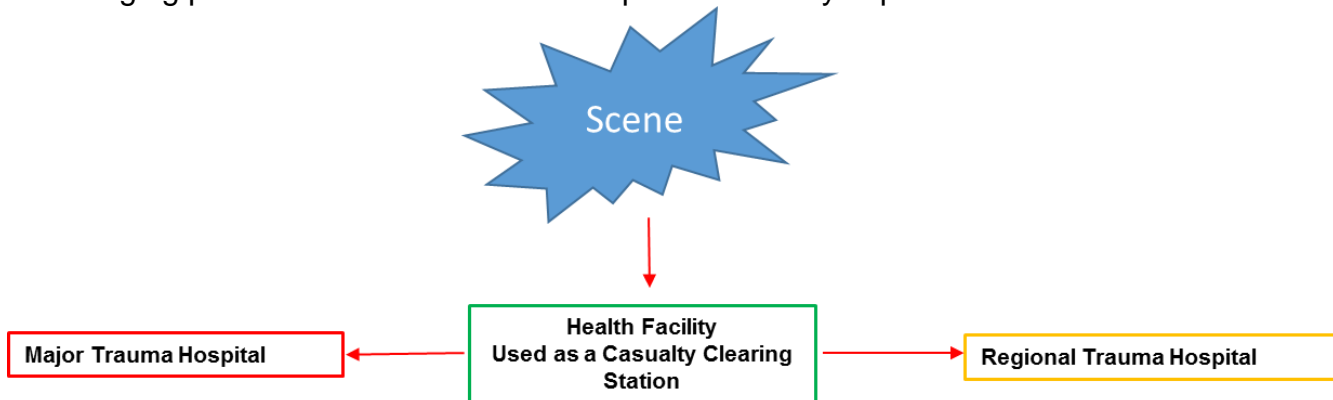 Scene
Major Trauma Hospital
Health Facility
Used as a Casualty Clearing
Station
Regional Trauma Hospital